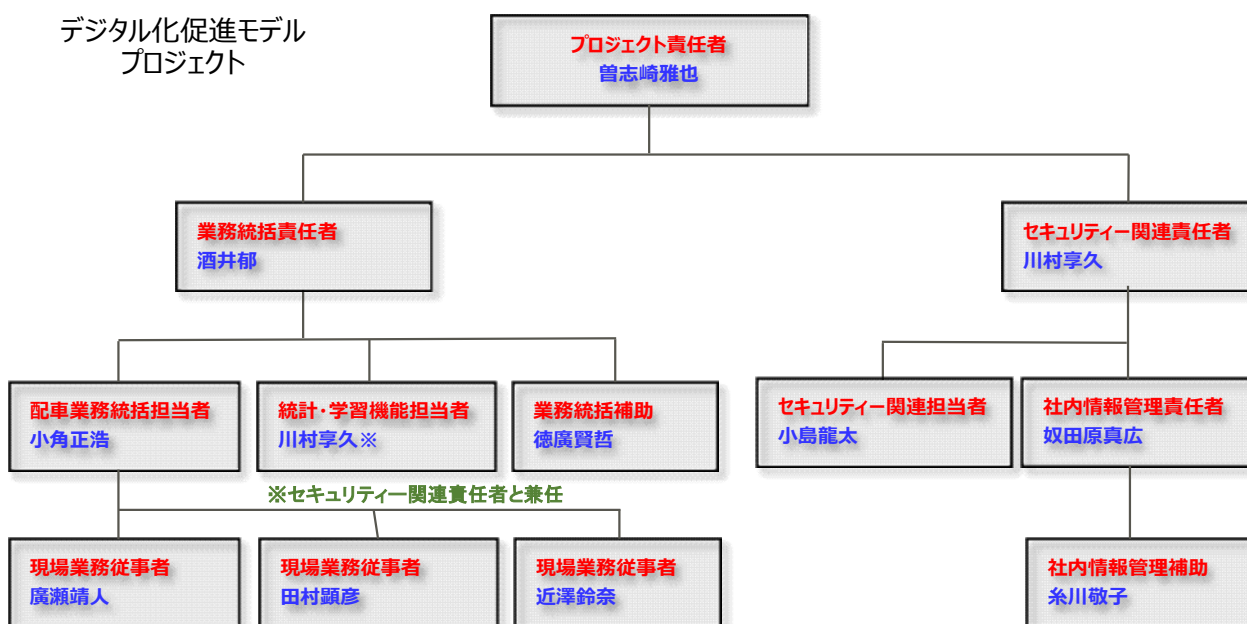 デジタル化促進モデル
プロジェクト
プロジェクト責任者
曽志崎雅也
業務統括責任者
酒井郁
セキュリティー関連責任者
川村享久
配車業務統括担当者
小角正浩
統計・学習機能担当者
川村享久※
業務統括補助
徳廣賢哲
セキュリティー関連担当者
小島龍太
社内情報管理責任者
奴田原真広
※セキュリティー関連責任者と兼任
現場業務従事者
廣瀬靖人
現場業務従事者
田村顕彦
現場業務従事者
近澤鈴奈
社内情報管理補助
糸川敬子